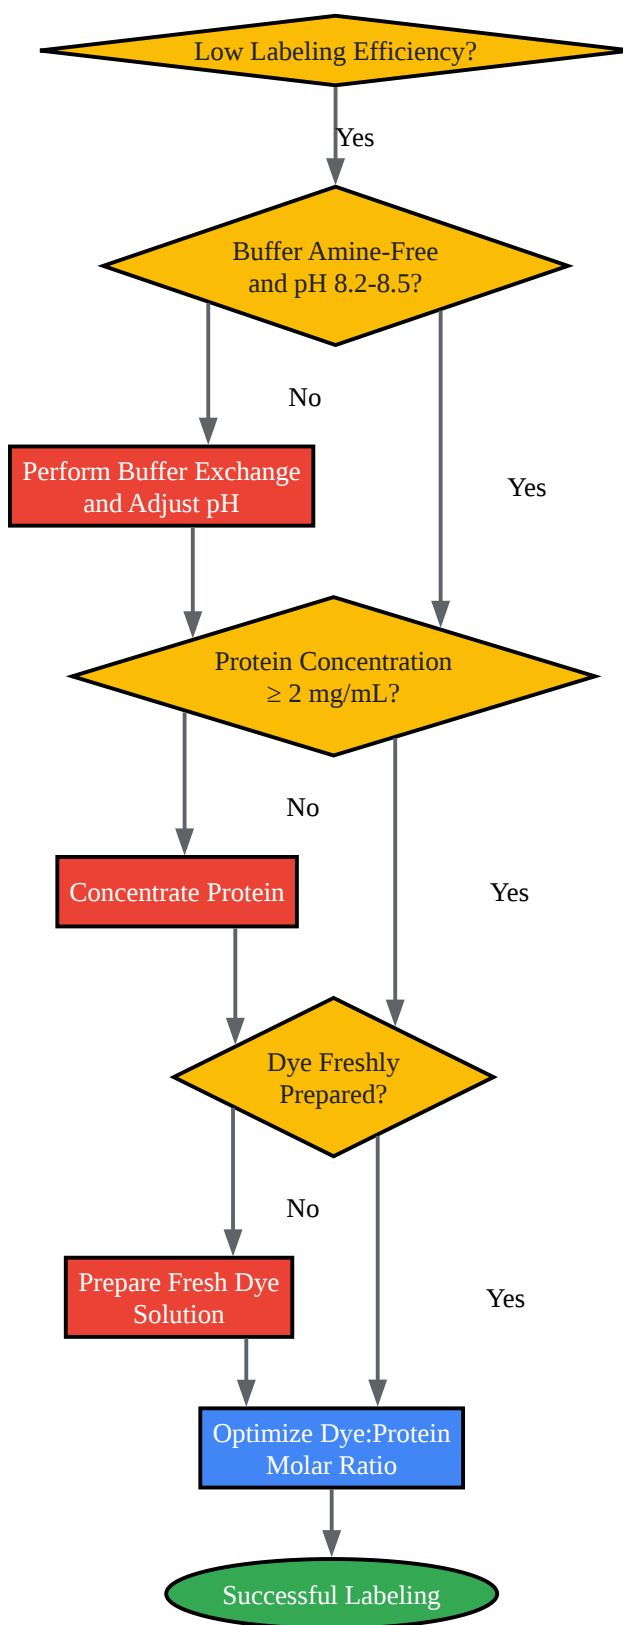 Low Labeling Efficiency?
Yes
Buffer Amine-Free
and pH 8.2-8.5?
No
Perform Buffer Exchange
and Adjust pH
Yes
Protein Concentration
≥ 2 mg/mL?
No
Concentrate Protein
Yes
Dye Freshly
Prepared?
No
Prepare Fresh Dye
Solution
Yes
Optimize Dye:Protein
Molar Ratio
Successful Labeling